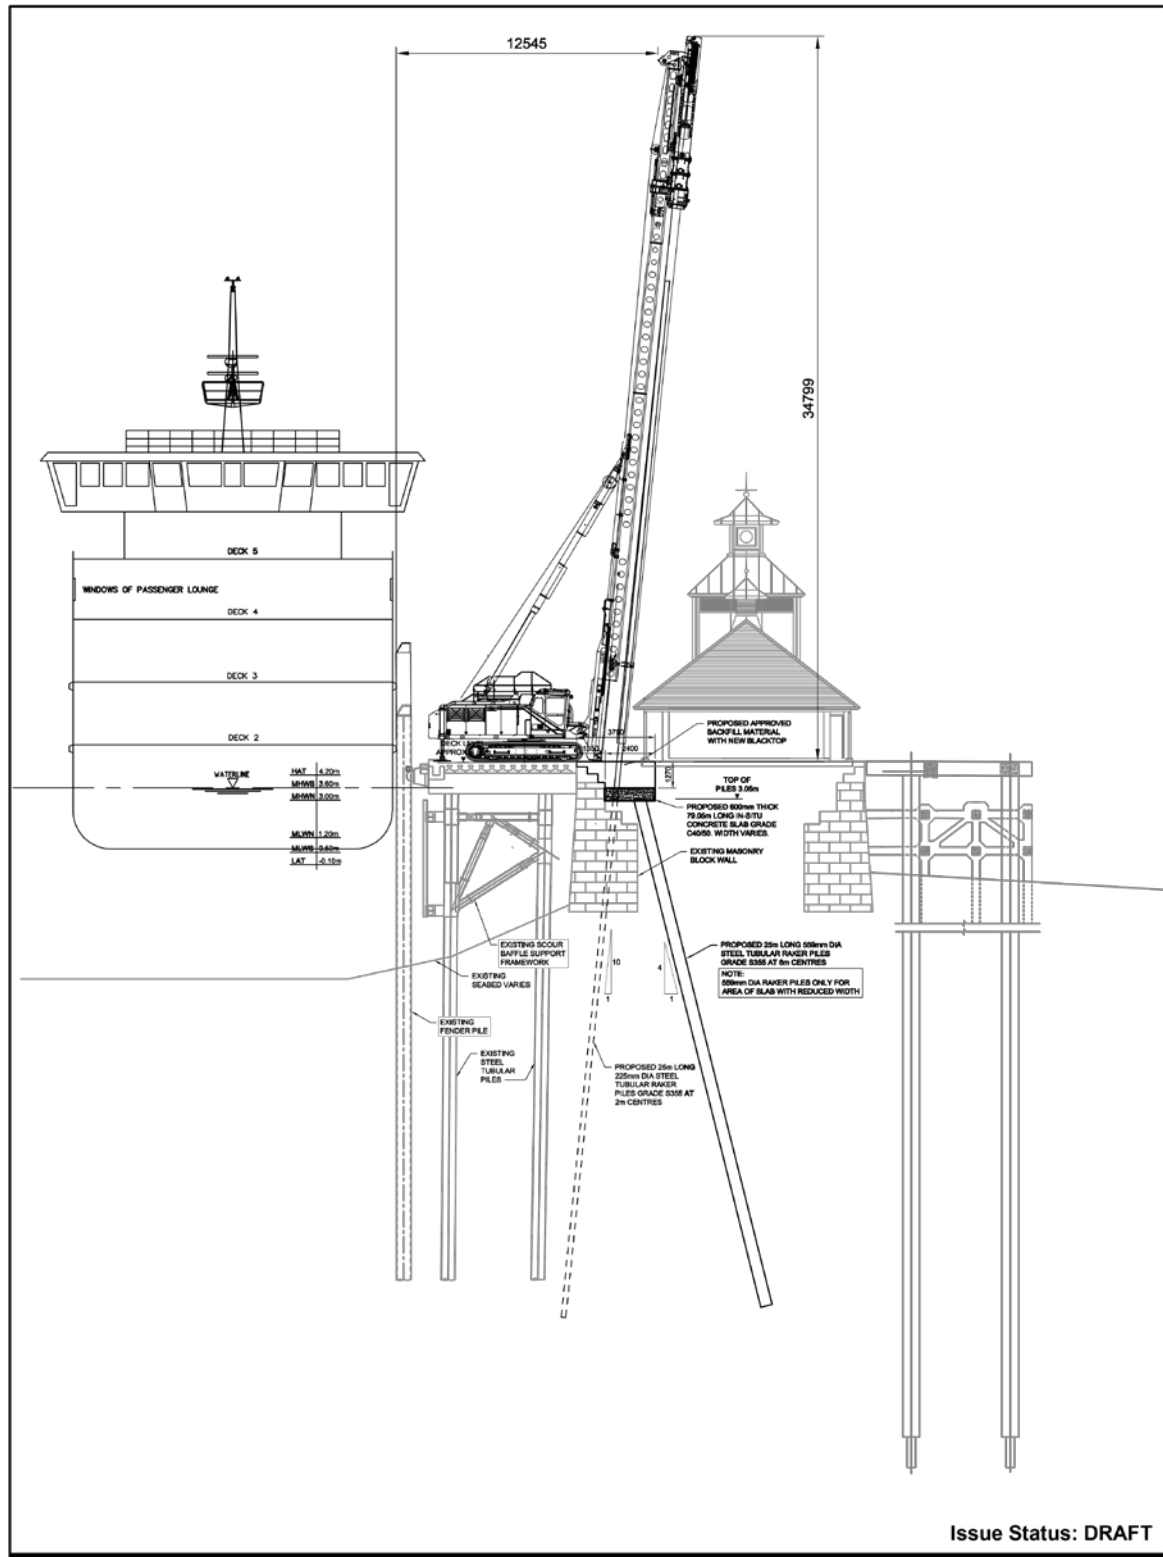 12545
34799
DECK 5
WINDOWS OF PASSENGER LOUNGE
DECK 4
DECK 3
DECK 2
WATERLINE
HAT 4.20m
MHWS 3.60m
MHWN 3.00m
MLWN 1.20m
MLWS 0.60m
LAT -0.10m
3750
2400
1270
PROPOSED APPROVED
BACKFILL MATERIAL
WITH NEW BLACKTOP
TOP OF
PILES 3.05m
PROPOSED 600mm THICK
79.05m LONG IN-SITU
CONCRETE SLAB GRADE
C40/50. WIDTH VARIES.
EXISTING MASONRY
BLOCK WALL
EXISTING SCOUR
BAFFLE SUPPORT
FRAMEWORK
EXISTING
SEABED VARIES
EXISTING
FENDER PILE
EXISTING
STEEL
TUBULAR
PILES
10
1
4
1
PROPOSED 25m LONG 559mm DIA
STEEL TUBULAR RAKER PILES
GRADE S355 AT 6m CENTRES
NOTE:
559mm DIA RAKER PILES ONLY FOR
AREA OF SLAB WITH REDUCED WIDTH
PROPOSED 25m LONG
225mm DIA STEEL
TUBULAR RAKER
PILES GRADE S355 AT
2m CENTRES
Issue Status: DRAFT